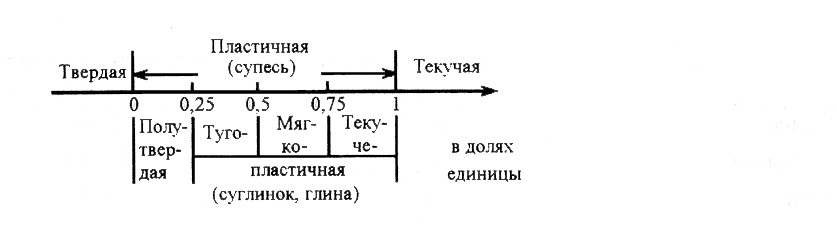 Пластичная
(супесь)
Твердая
Текучая
0 0,25 0,5 0,75 1
Полу-
твер-
дая
Туго-
Мяг-
ко-
Теку-
че-
пластичная
(суглинок, глина)
в долях
единицы